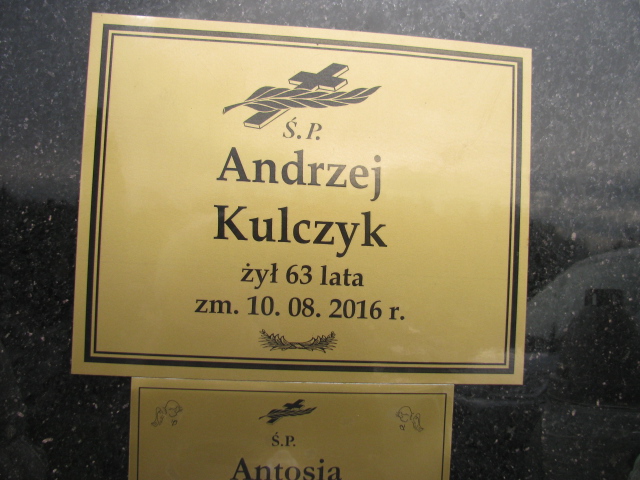 Ś.P.
Andrzej
Kulczyk
żył 63 lata
zm. 10. 08. 2016 r.
Ś.P.
Antosia